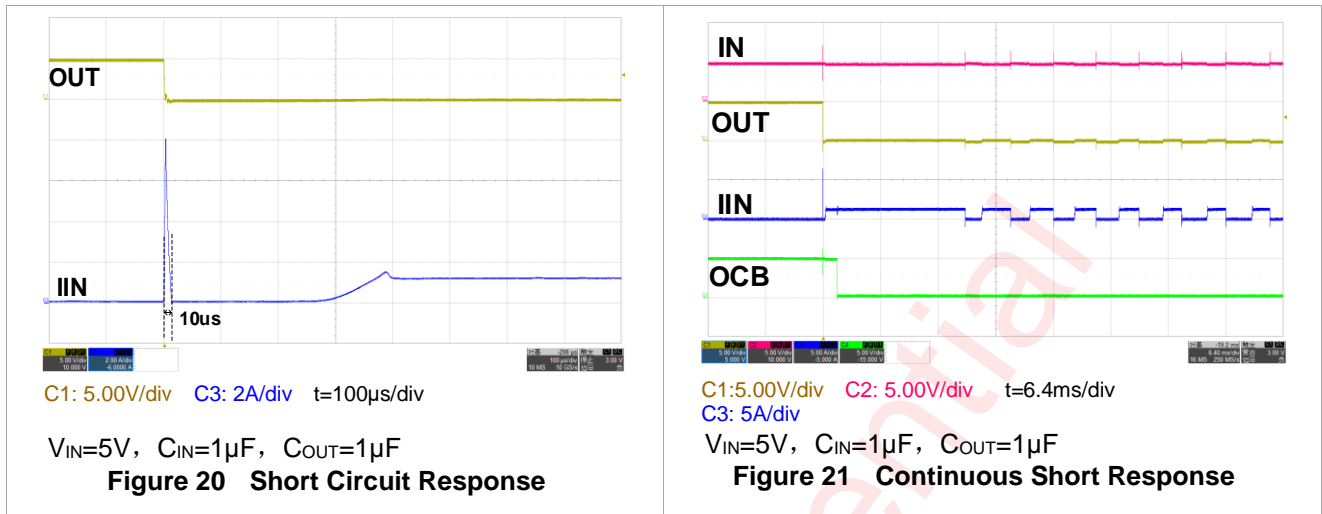 OUT
IIN
10us
C1: 5.00V/div C3: 2A/div t=100µs/div
VIN=5V，CIN=1µF，COUT=1µF
Figure 20 Short Circuit Response
IN
OUT
IIN
OCB
C1:5.00V/div C2: 5.00V/div t=6.4ms/div
C3: 5A/div
VIN=5V，CIN=1µF，COUT=1µF
Figure 21 Continuous Short Response
ential